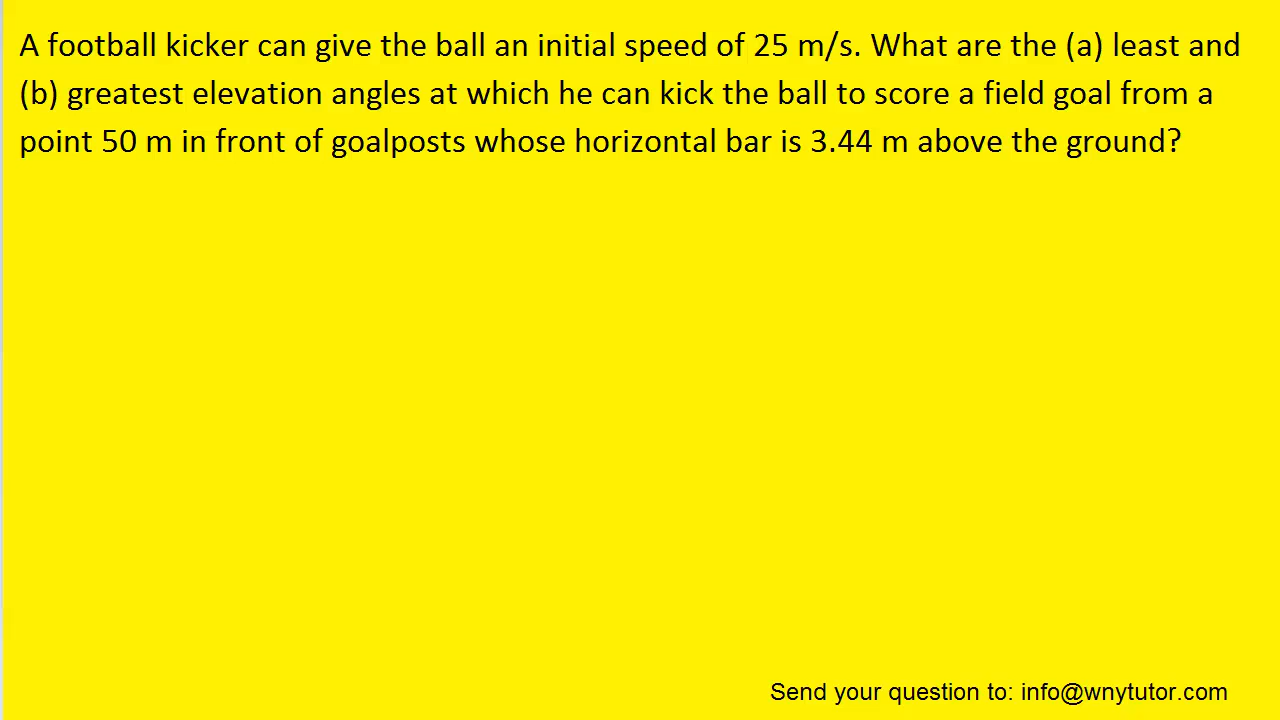 A football kicker can give the ball an initial speed of 25 m/s. What are the (a) least and
(b) greatest elevation angles at which he can kick the ball to score a field goal from a
point 50 m in front of goalposts whose horizontal bar is 3.44 m above the ground?
Send your question to: info@wnytutor.com